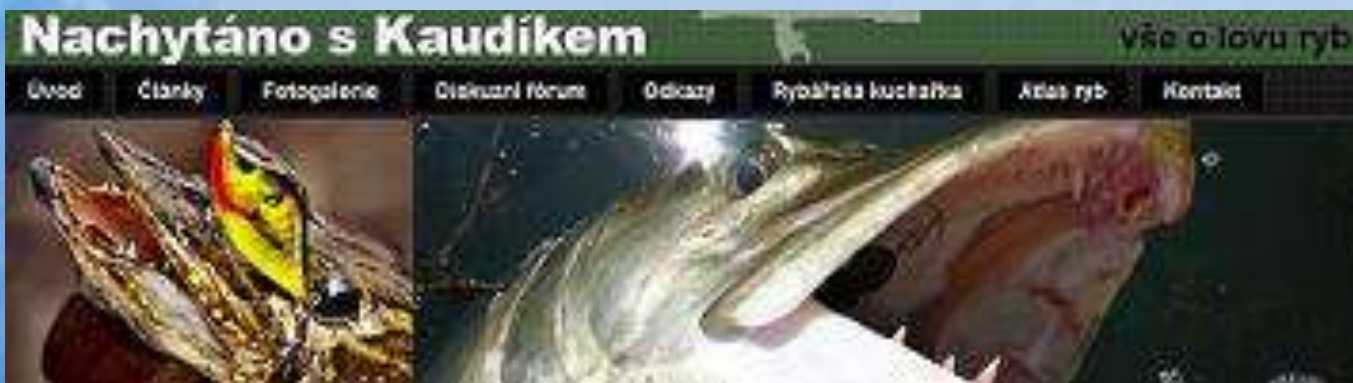 Nachytáno s Kaudíkem
vše o lovu ryb
Úvod Články Fotogalerie Diskuzní fórum Odkazy Rybářská kuchařka Atlas ryb Kontakt